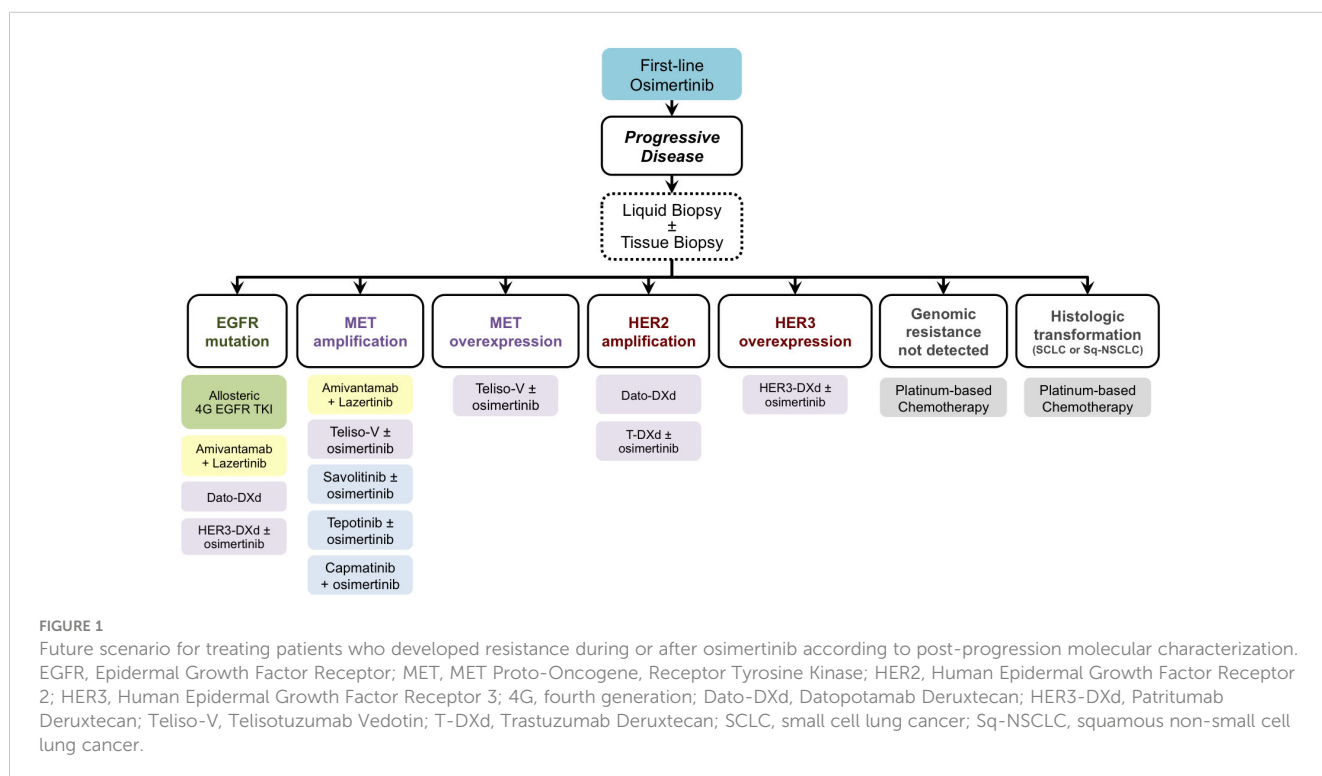 First-line
Osimertinib
Progressive
Disease
Liquid Biopsy
±
Tissue Biopsy
EGFR
mutation
MET
amplification
MET
overexpression
HER2
amplification
HER3
overexpression
Genomic
resistance
not detected
Histologic
transformation
(SCLC or Sq-NSCLC)
Allosteric
4G EGFR TKI
Amivantamab
+ Lazertinib
Dato-DXd
HER3-DXd ±
osimertinib
Amivantamab
+ Lazertinib
Teliso-V ±
osimertinib
Savolitinib ±
osimertinib
Tepotinib ±
osimertinib
Capmatinib
+ osimertinib
Teliso-V ±
osimertinib
Dato-DXd
T-DXd ±
osimertinib
HER3-DXd ±
osimertinib
Platinum-based
Chemotherapy
Platinum-based
Chemotherapy
FIGURE 1
Future scenario for treating patients who developed resistance during or after osimertinib according to post-progression molecular characterization.
EGFR, Epidermal Growth Factor Receptor; MET, MET Proto-Oncogene, Receptor Tyrosine Kinase; HER2, Human Epidermal Growth Factor Receptor
2; HER3, Human Epidermal Growth Factor Receptor 3; 4G, fourth generation; Dato-DXd, Datopotamab Deruxtecan; HER3-DXd, Patritumab
Deruxtecan; Teliso-V, Telisotuzumab Vedotin; T-DXd, Trastuzumab Deruxtecan; SCLC, small cell lung cancer; Sq-NSCLC, squamous non-small cell
lung cancer.